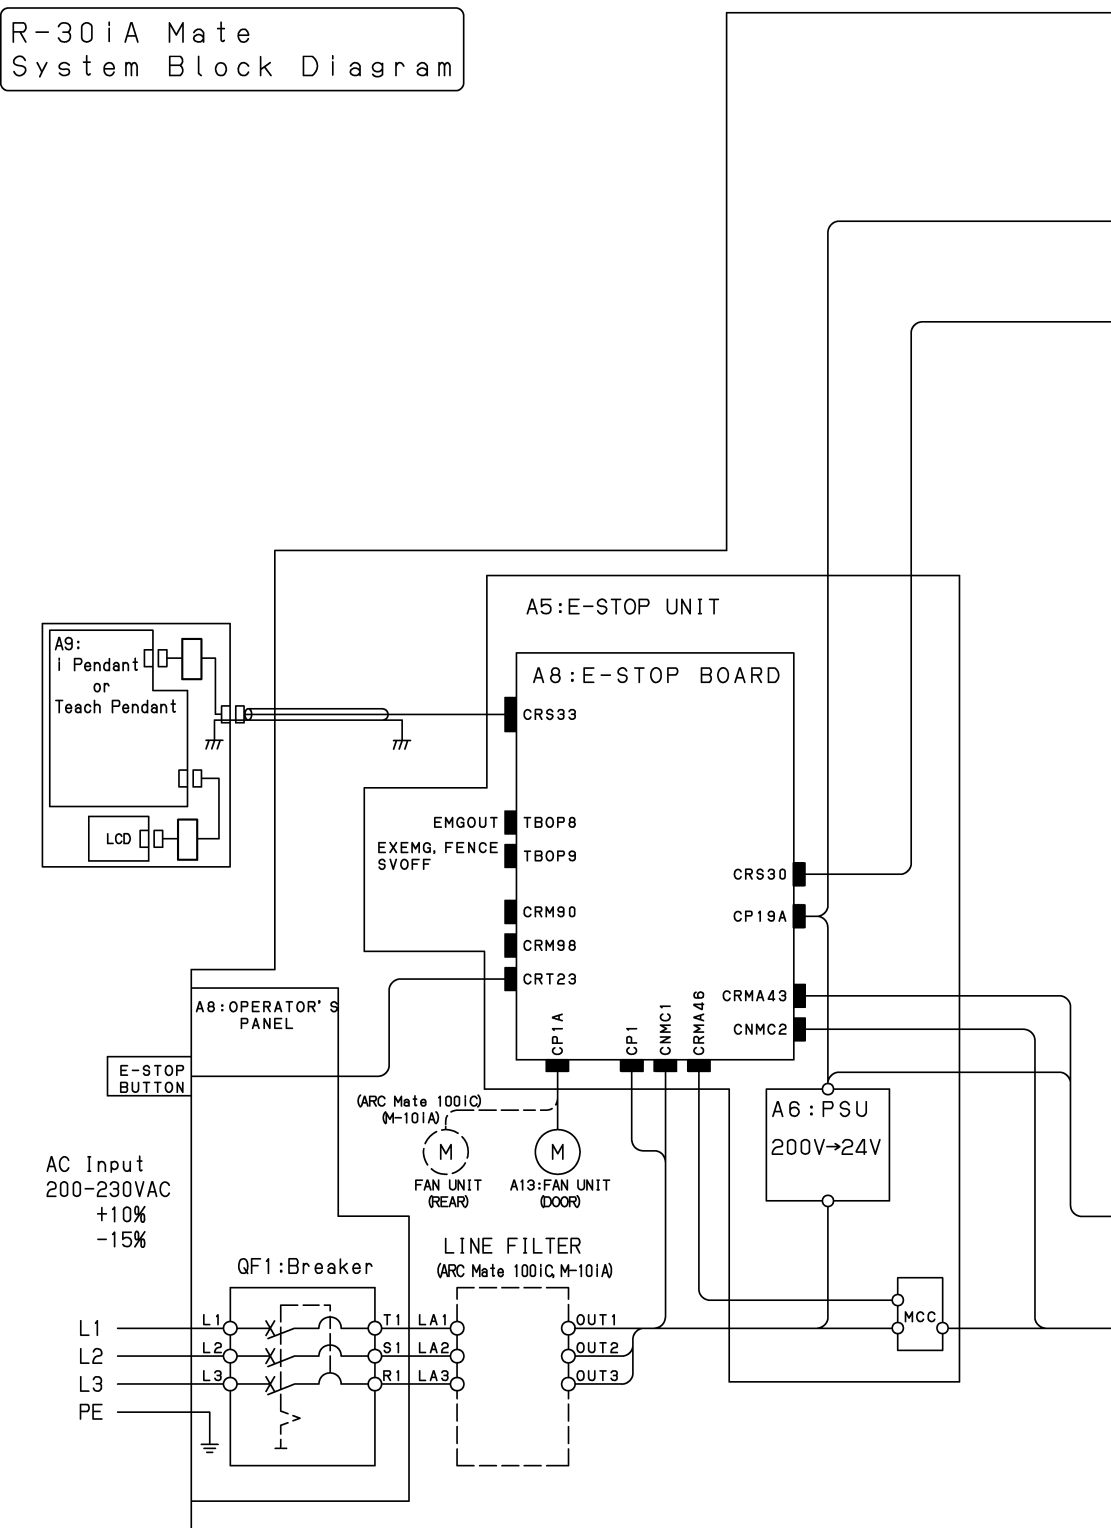 R-30iA Mate
System Block Diagram
A5:E-STOP UNIT
A9:
i Pendant
or
Teach Pendant
LCD
A8:E-STOP BOARD
CRS33
EMGOUT TBOP8
EXEMG, FENCE
SVOFF
TBOP9
CRM90
CRM98
CRT23
CRS30
CP19A
CRMA43
CNMC2
CP1A
CP1
CNMC1
CRMA46
A8:OPERATOR'S
PANEL
E-STOP
BUTTON
(ARC Mate 100iC)
(M-10iA)
M
M
FAN UNIT
(REAR)
A13:FAN UNIT
(DOOR)
A6:PSU
200V→24V
AC Input
200-230VAC
+10%
-15%
QF1:Breaker
LINE FILTER
(ARC Mate 100iC, M-10iA)
MCC
L1 L1 T1 LA1 OUT1
L2 L2 S1 LA2 OUT2
L3 L3 R1 LA3 OUT3
PE